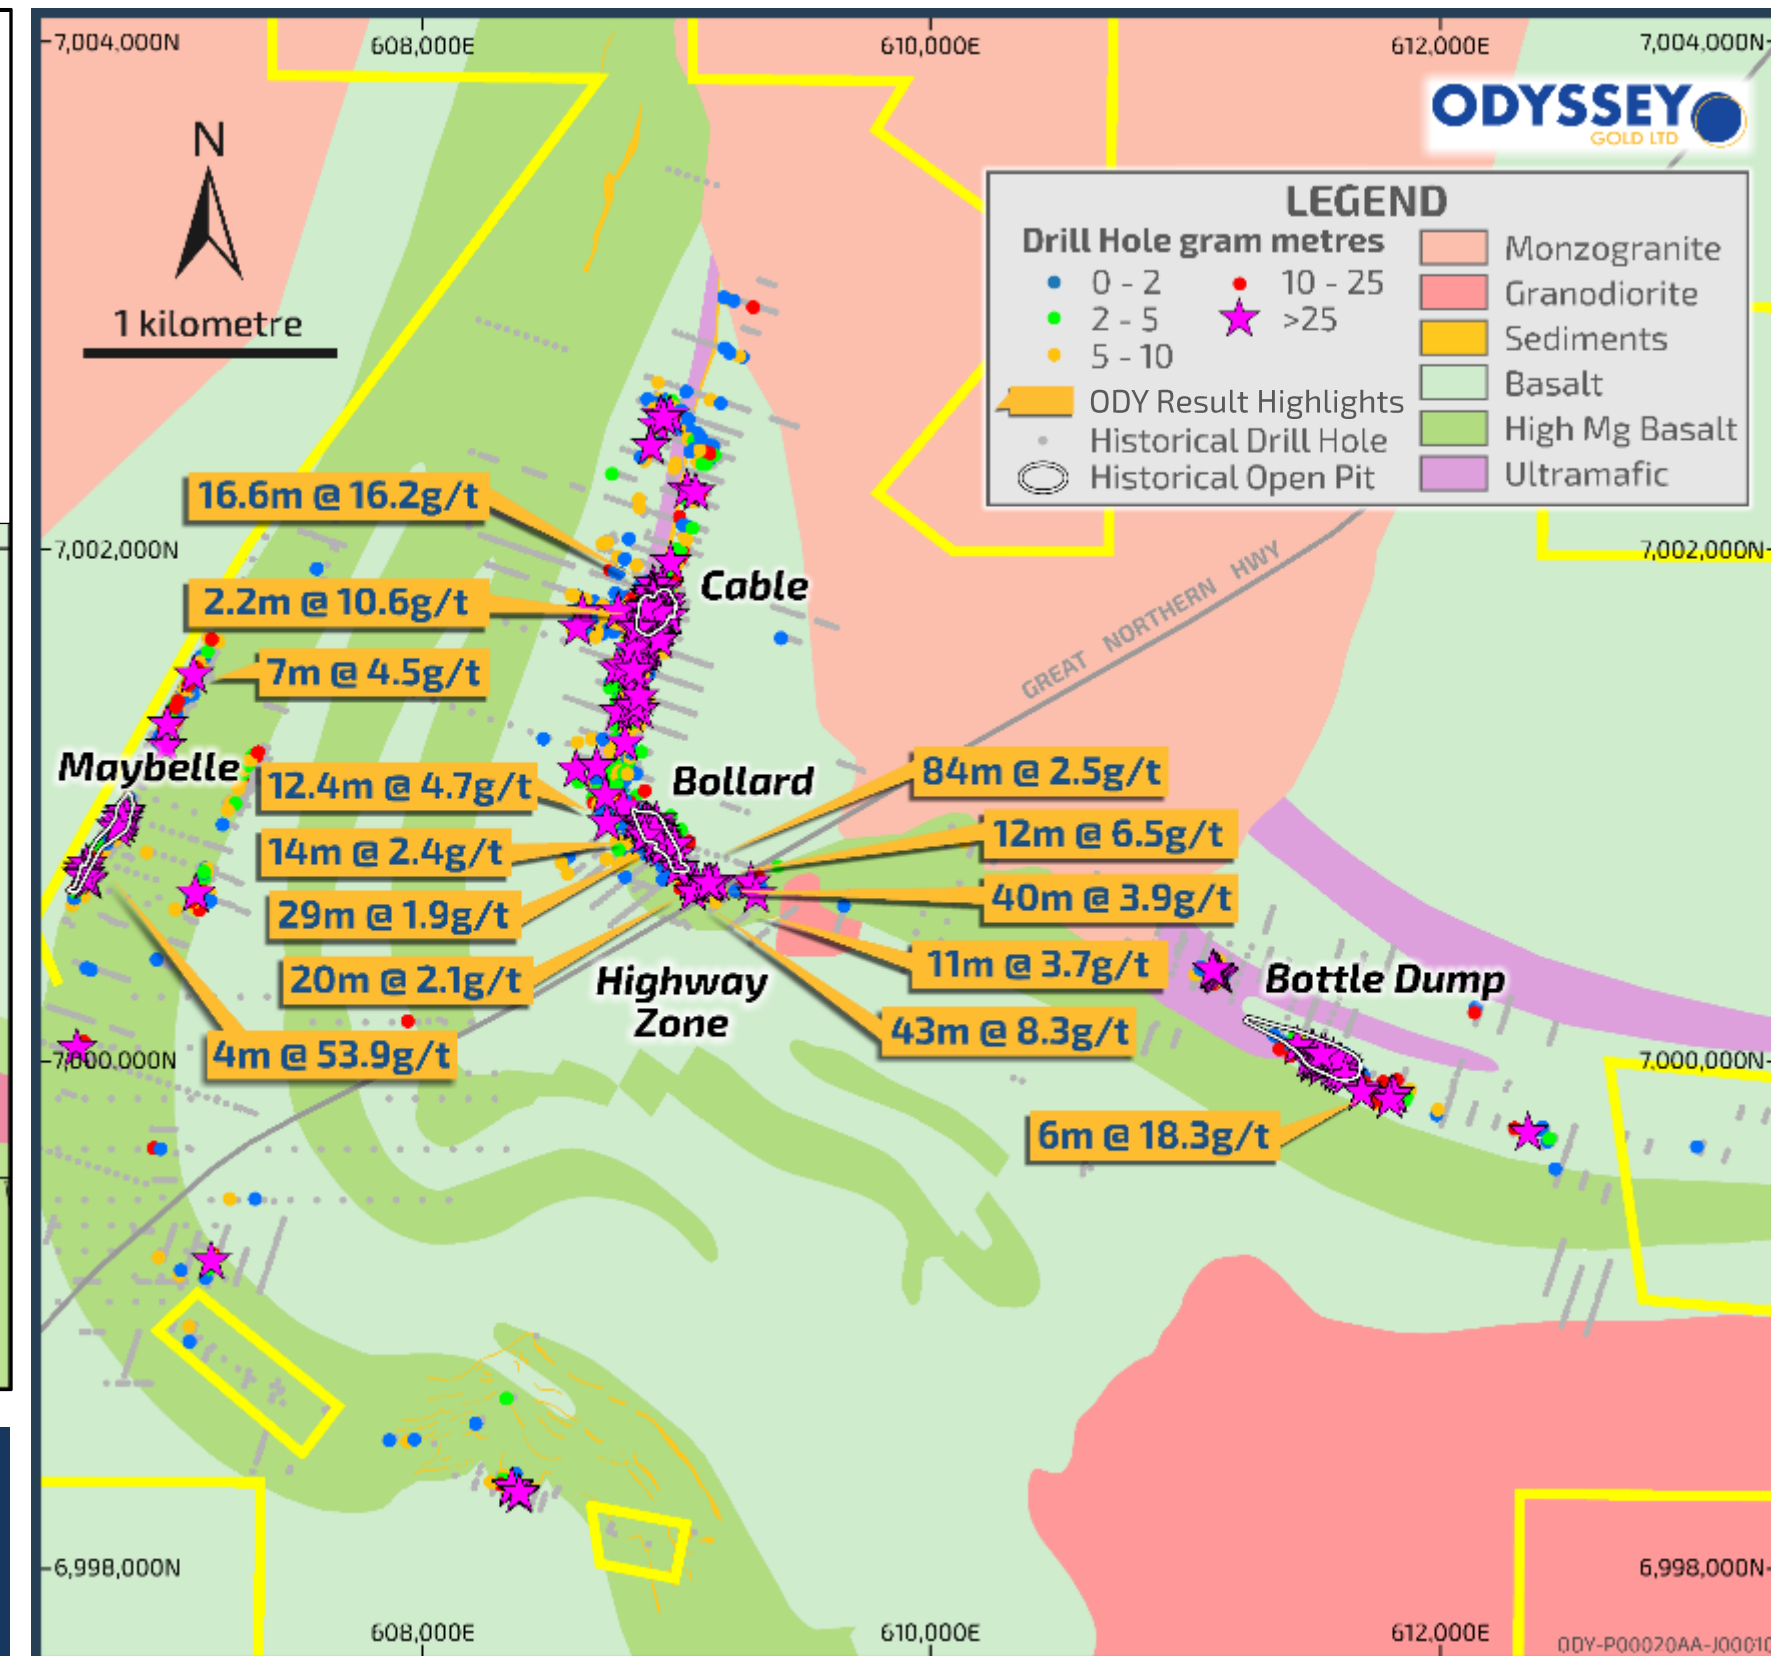 7,004,000N
608,000E
610,000E
612,000E
7,004,000N
ODYSSEY
GOLD LTD
N
1 kilometre
LEGEND
Drill Hole gram metres
0 - 2
2 - 5
5 - 10
10 - 25
>25
ODY Result Highlights
Historical Drill Hole
Historical Open Pit
Monzogranite
Granodiorite
Sediments
Basalt
High Mg Basalt
Ultramafic
16.6m @ 16.2g/t
7,002,000N
7,002,000N
GREAT NORTHERN HWY
Cable
2.2m @ 10.6g/t
7m @ 4.5g/t
Maybelle
12.4m @ 4.7g/t
Bollard
84m @ 2.5g/t
12m @ 6.5g/t
14m @ 2.4g/t
40m @ 3.9g/t
29m @ 1.9g/t
11m @ 3.7g/t
20m @ 2.1g/t
Highway
Zone
Bottle Dump
43m @ 8.3g/t
4m @ 53.9g/t
7,000,000N
7,000,000N
6m @ 18.3g/t
6,998,000N
6,998,000N
608,000E
610,000E
612,000E
ODY-P00020AA-J00010